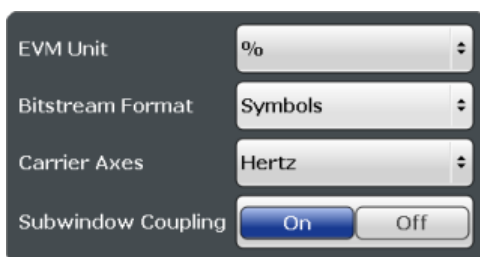 EVM Unit %
Bitstream Format Symbols
Carrier Axes Hertz
Subwindow Coupling On Off